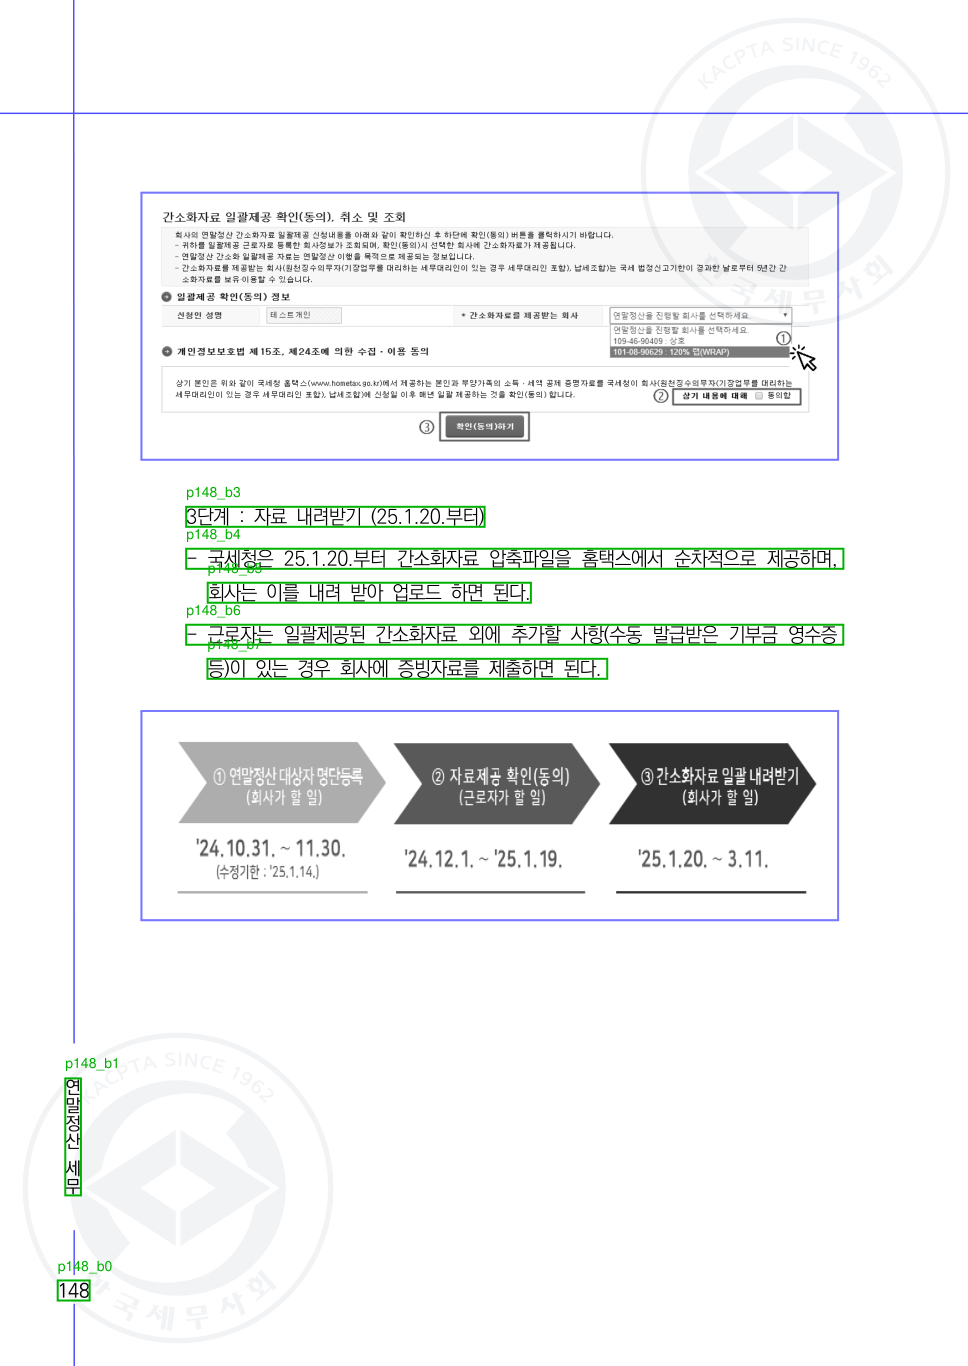 KACPTA SINCE 1962
한국세무사회
간소화자료 일괄제공 확인(동의), 취소 및 조회
회사의 연말정산 간소화자료 일괄제공 신청내용을 아래와 같이 확인하신 후 하단에 확인(동의) 버튼을 클릭하시기 바랍니다.
- 귀하를 일괄제공 근로자로 등록한 회사정보가 조회되며, 확인(동의)시 선택한 회사에 간소화자료가 제공됩니다.
- 연말정산 간소화 일괄제공 자료는 연말정산 이행을 목적으로 제공되는 정보입니다.
- 간소화자료를 제공받는 회사(원천징수의무자(기장업무를 대리하는 세무대리인이 있는 경우 세무대리인 포함), 납세조합)는 국세 법정신고기한이 경과한 날로부터 5년간 간
소화자료를 보유·이용할 수 있습니다.
일괄제공 확인(동의) 정보
신청인 성명 테스트개인 * 간소화자료를 제공받는 회사 연말정산을 진행할 회사를 선택하세요. ▼
연말정산을 진행할 회사를 선택하세요.
109-46-90409 : 상호 ①
101-08-90629 : 120% 랩(WRAP)
개인정보보호법 제15조, 제24조에 의한 수집·이용 동의
상기 본인은 위와 같이 국세청 홈택스(www.hometax.go.kr)에서 제공하는 본인과 부양가족의 소득·세액 공제 증명자료를 국세청이 회사(원천징수의무자(기장업무를 대리하는
세무대리인이 있는 경우 세무대리인 포함), 납세조합)에 신청일 이후 매년 일괄 제공하는 것을 확인(동의) 합니다.
② 상기 내용에 대해 동의함
③ 확인(동의)하기
p148_b3
3단계 : 자료 내려받기 (25.1.20.부터)
p148_b4
- 국세청은 25.1.20.부터 간소화자료 압축파일을 홈택스에서 순차적으로 제공하며,
p148_b5
회사는 이를 내려 받아 업로드 하면 된다.
p148_b6
- 근로자는 일괄제공된 간소화자료 외에 추가할 사항(수동 발급받은 기부금 영수증
p148_b7
등)이 있는 경우 회사에 증빙자료를 제출하면 된다.
① 연말정산 대상자 명단등록
(회사가 할 일)
'24.10.31. ~ 11.30.
(수정기한 : '25.1.14.)
② 자료제공 확인(동의)
(근로자가 할 일)
'24.12.1. ~ '25.1.19.
③ 간소화자료 일괄 내려받기
(회사가 할 일)
'25.1.20. ~ 3.11.
p148_b1
연말정산 세무
KACPTA SINCE 1962
p148_b0
148
한국세무사회